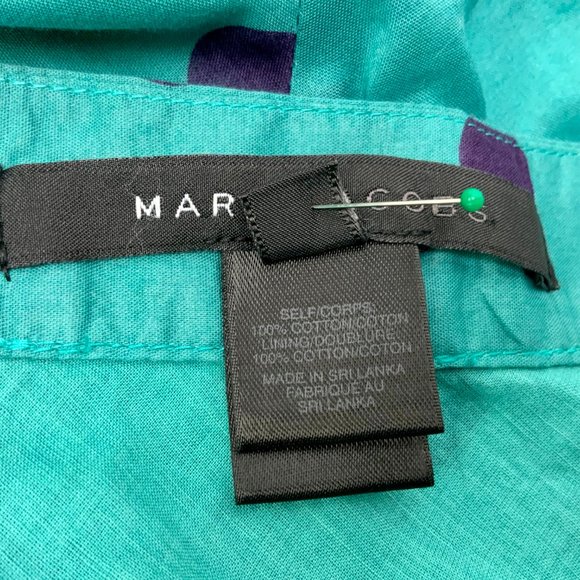 MAR COBS
SELF/CORPS:
100% COTTON/COTON
LINING/DOUBLURE:
100% COTTON/COTON
MADE IN SRI LANKA
FABRIQUE AU
SRI LANKA